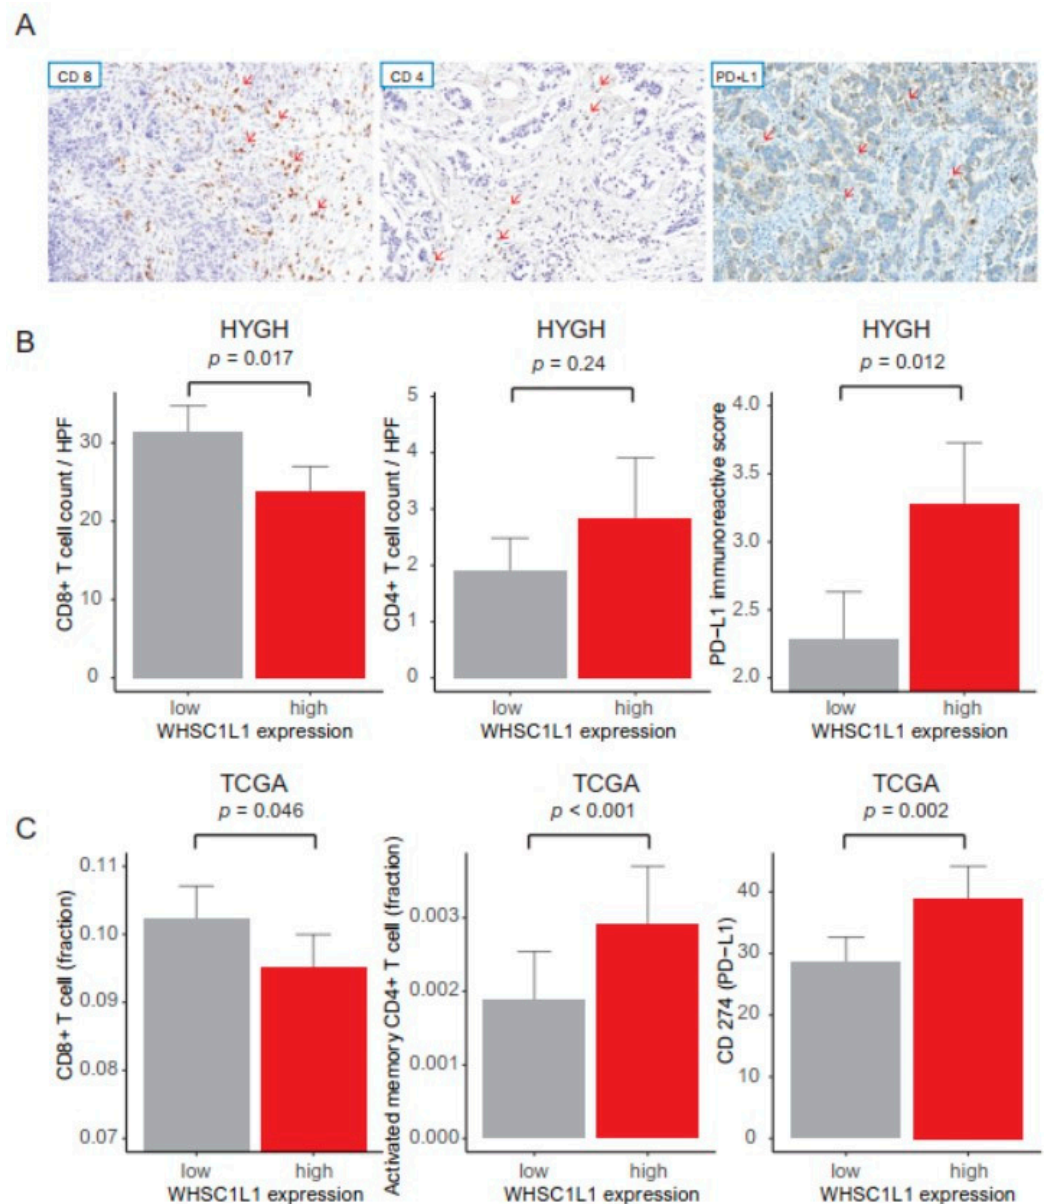 A
CD 8
CD 4
PD-L1
B
HYGH
p = 0.017
CD8+ T cell count / HPF
30
20
10
0
low high
WHSC1L1 expression
HYGH
p = 0.24
CD4+ T cell count / HPF
5
4
3
2
1
0
low high
WHSC1L1 expression
HYGH
p = 0.012
PD−L1 immunoreactive score
4.0
3.5
3.0
2.5
2.0
low high
WHSC1L1 expression
C
TCGA
p = 0.046
CD8+ T cell (fraction)
0.11
0.10
0.09
0.08
0.07
low high
WHSC1L1 expression
TCGA
p < 0.001
Activated memory CD4+ T cell (fraction)
0.003
0.002
0.001
0.000
low high
WHSC1L1 expression
TCGA
p = 0.002
CD 274 (PD−L1)
40
30
20
10
0
low high
WHSC1L1 expression